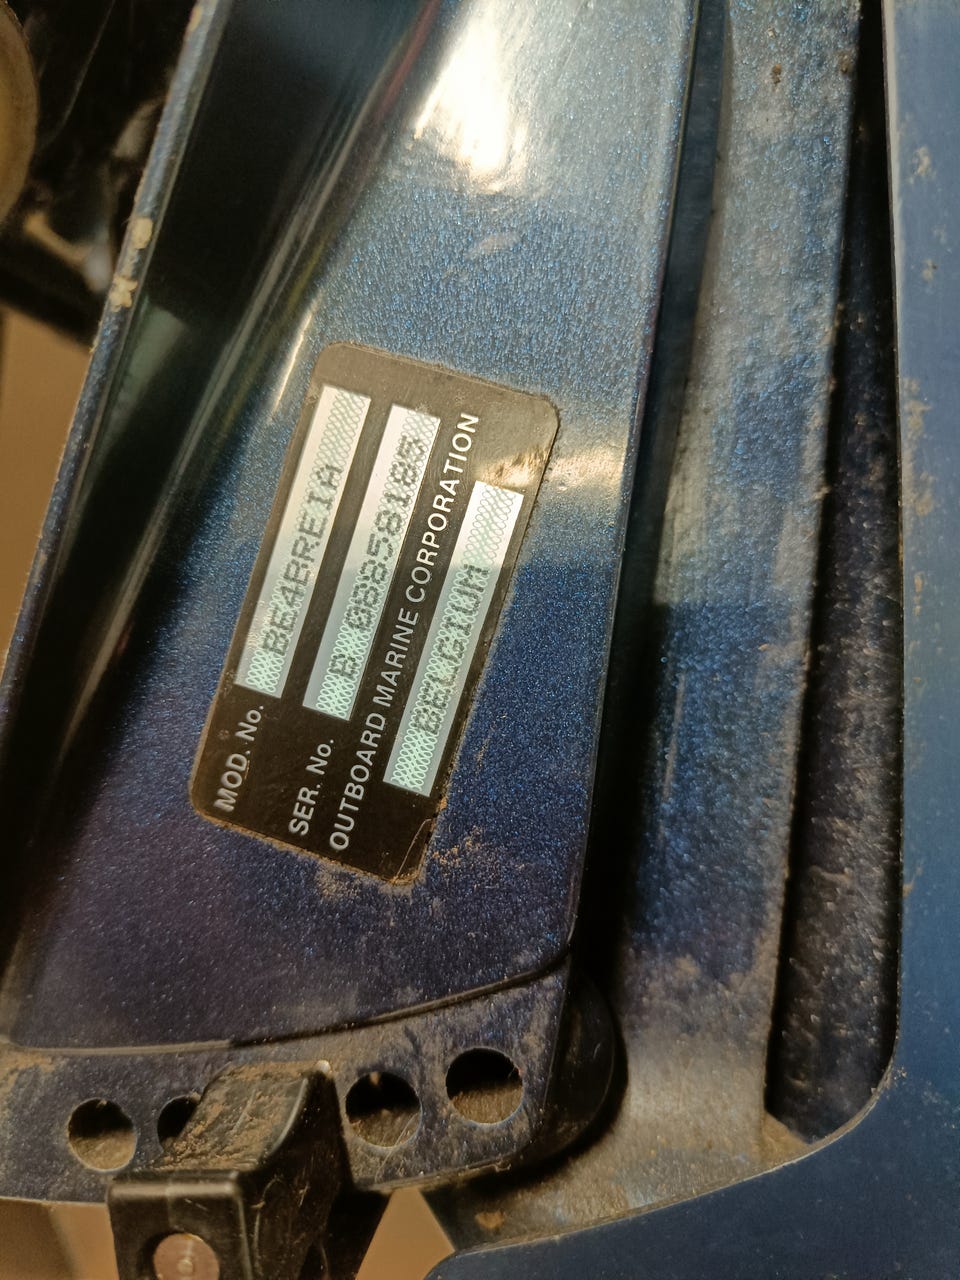 MOD. No. BE4BREIA
SER. No. B 08858185
OUTBOARD MARINE CORPORATION
BELGIUM